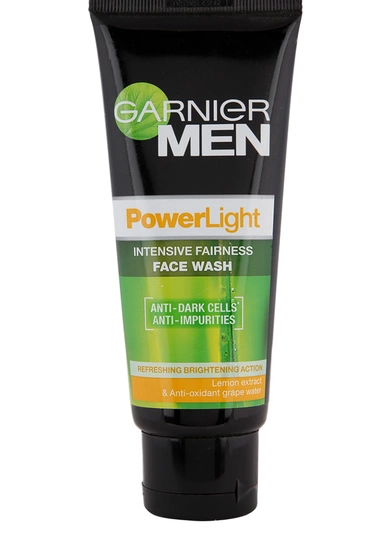 GARNIER
MEN
PowerLight
INTENSIVE FAIRNESS
FACE WASH
ANTI-DARK CELLS
ANTI-IMPURITIES
REFRESHING BRIGHTENING ACTION
Lemon extract
& Anti-oxidant grape water